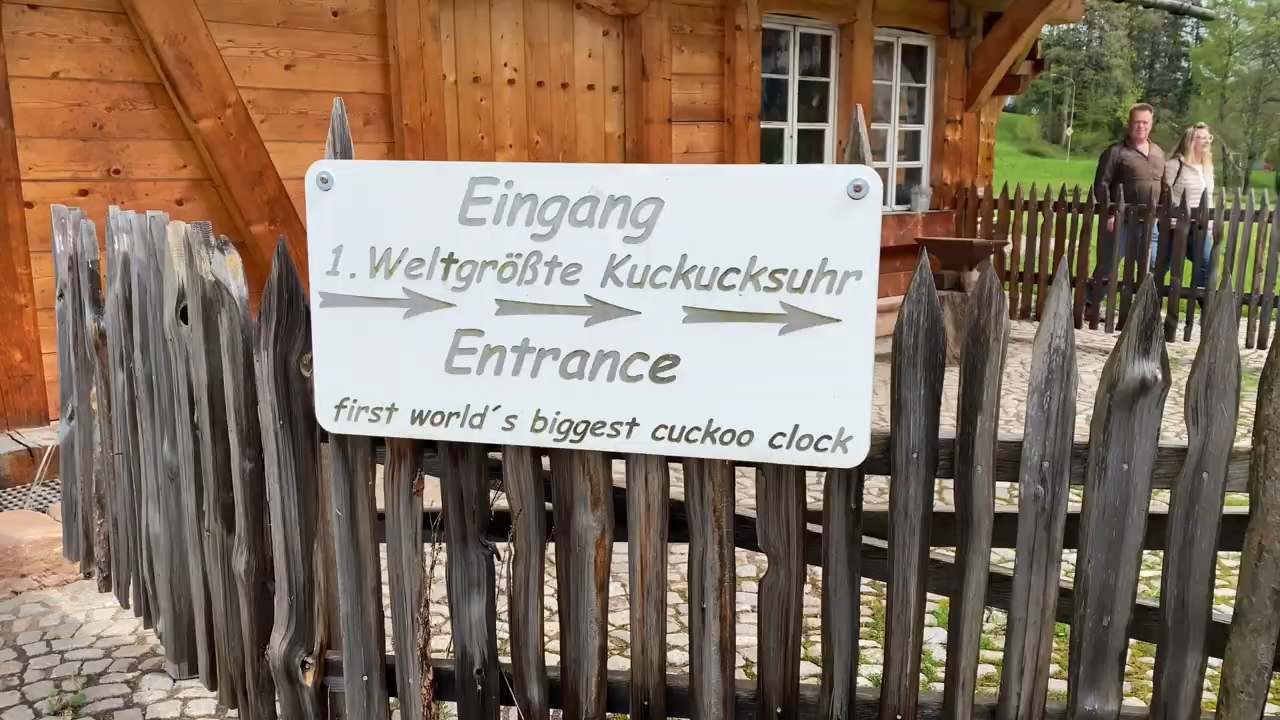 Eingang
1. Weltgrößte Kuckucksuhr
Entrance
first world´s biggest cuckoo clock